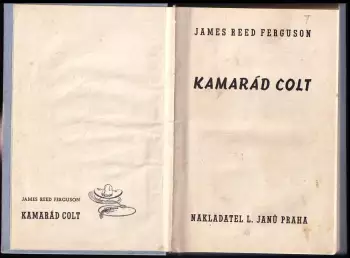 JAMES REED FERGUSON
KAMARÁD COLT
JAMES REED FERGUSON
KAMARÁD COLT
NAKLADATEL L. JANŮ PRAHA